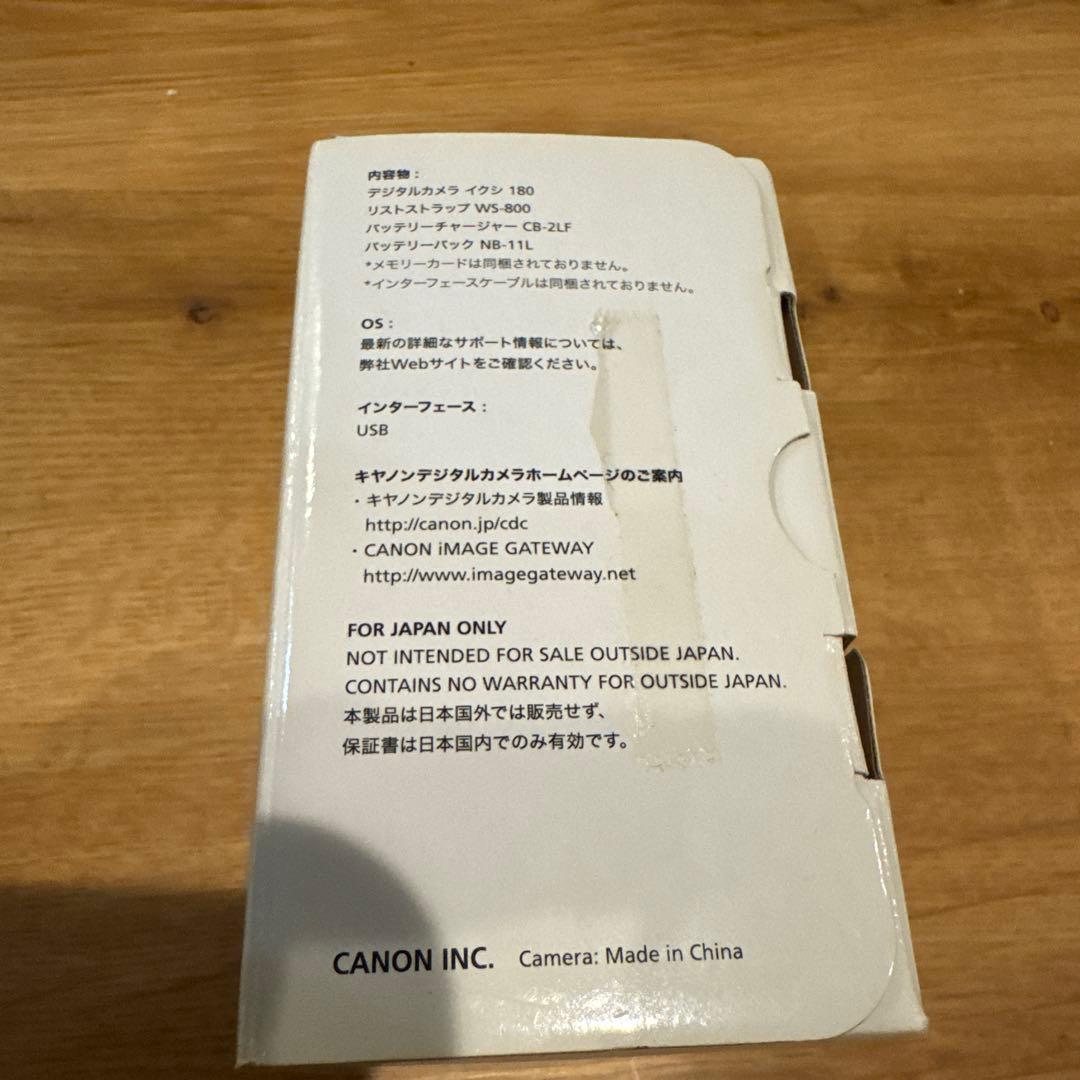 内容物：
デジタルカメラ イクシ 180
リストストラップ WS-800
バッテリーチャージャー CB-2LF
バッテリーパック NB-11L
*メモリーカードは同梱されておりません。
*インターフェースケーブルは同梱されておりません。
OS：
最新の詳細なサポート情報については、
弊社Webサイトをご確認ください。
インターフェース：
USB
キヤノンデジタルカメラホームページのご案内
・キヤノンデジタルカメラ製品情報
http://canon.jp/cdc
・CANON iMAGE GATEWAY
http://www.imagegateway.net
FOR JAPAN ONLY
NOT INTENDED FOR SALE OUTSIDE JAPAN.
CONTAINS NO WARRANTY FOR OUTSIDE JAPAN.
本製品は日本国外では販売せず、
保証書は日本国内でのみ有効です。
CANON INC. Camera: Made in China